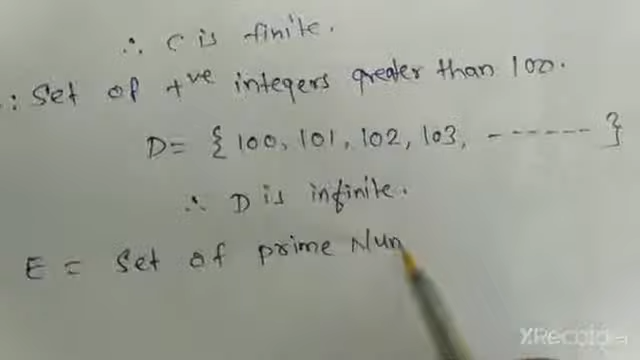 ∴ C is finite.
: Set of +ve integers greater than 100.
D = { 100, 101, 102, 103, ------ }
∴ D is infinite.
E = Set of prime Num
XRecorder